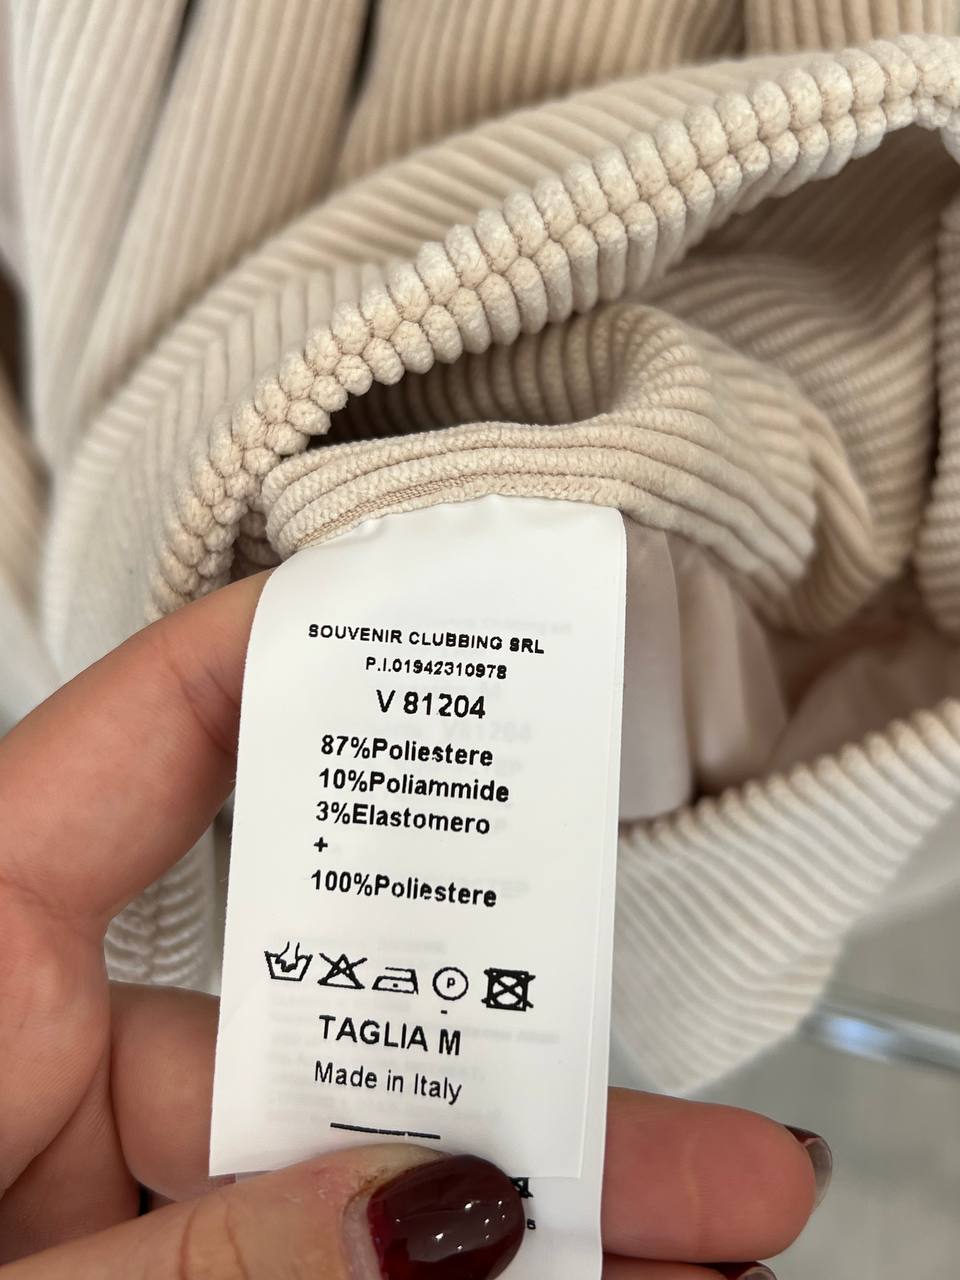 SOUVENIR CLUBBING SRL
P.I.01942310978
V 81204
87%Poliestere
10%Poliammide
3%Elastomero
+
100%Poliestere
P
TAGLIA M
Made in Italy